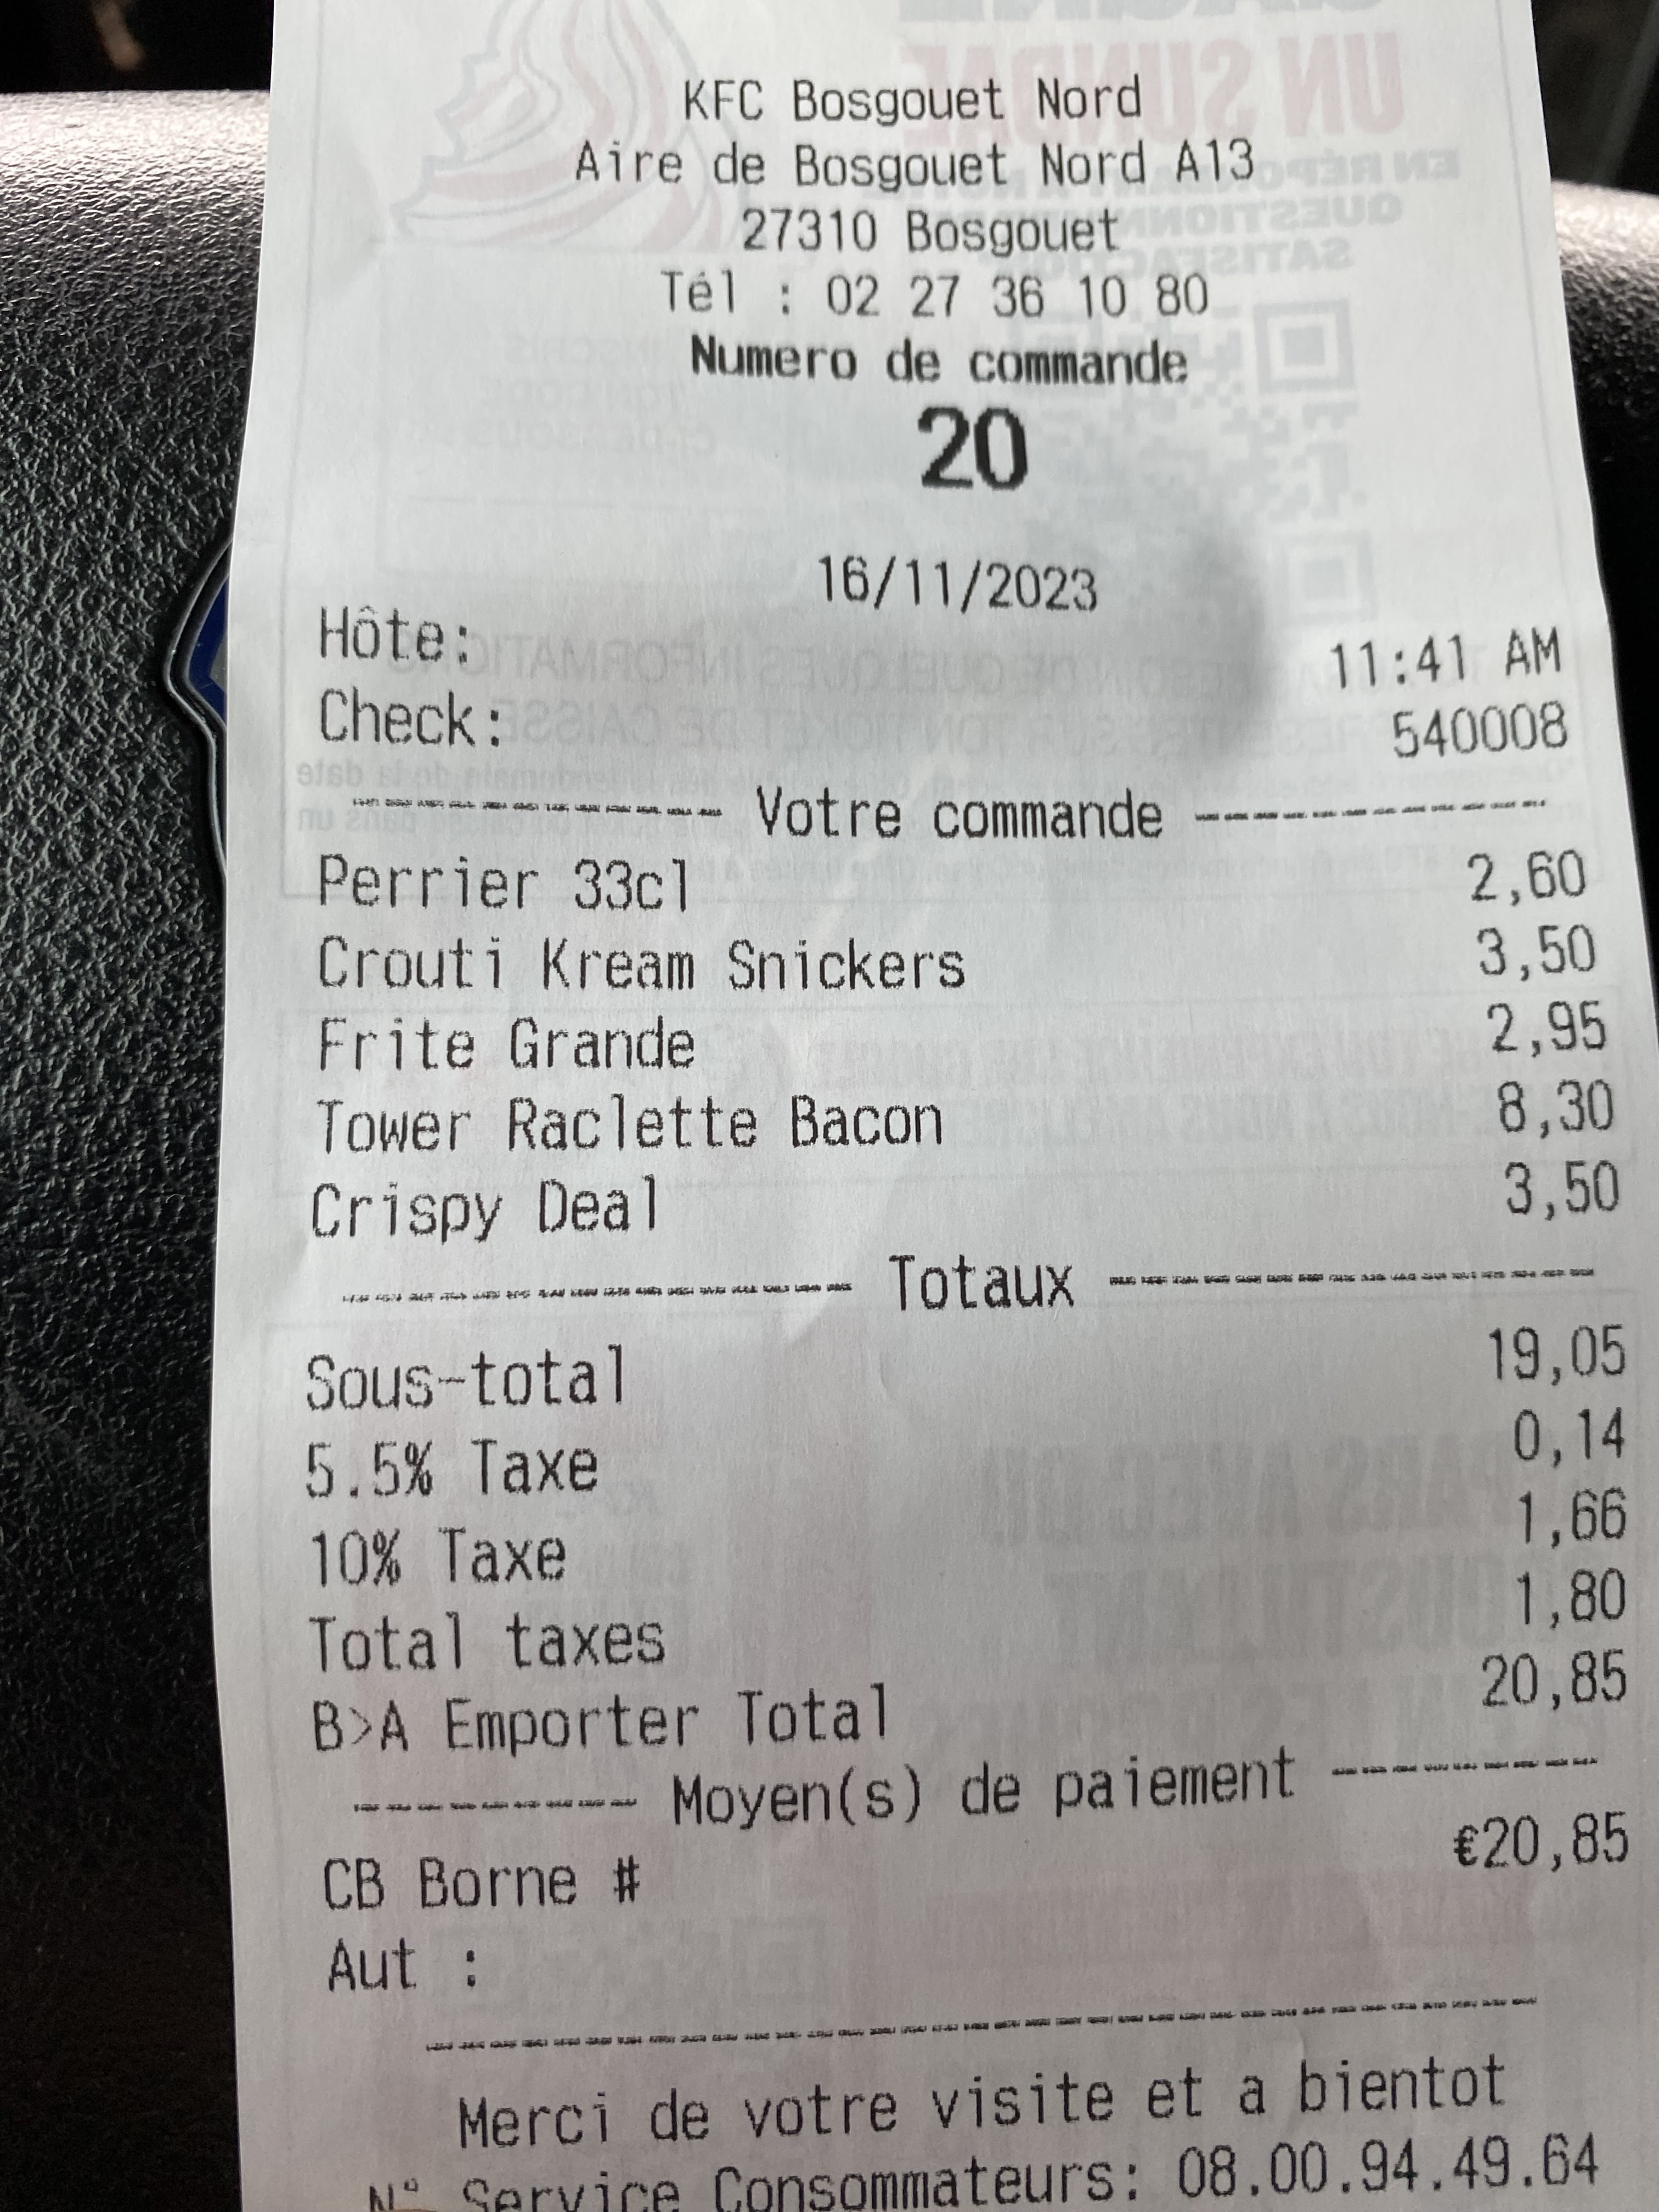 KFC Bosgouet Nord
Aire de Bosgouet Nord A13
27310 Bosgouet
Tél : 02 27 36 10 80
Numero de commande
20
16/11/2023
Hôte: 11:41 AM
Check: 540008
------------- Votre commande -------------
Perrier 33cl 2,60
Crouti Kream Snickers 3,50
Frite Grande 2,95
Tower Raclette Bacon 8,30
Crispy Deal 3,50
----------------- Totaux -----------------
Sous-total 19,05
5.5% Taxe 0,14
10% Taxe 1,66
Total taxes 1,80
B>A Emporter Total 20,85
---------- Moyen(s) de paiement ----------
CB Borne # €20,85
Aut :
------------------------------------
Merci de votre visite et a bientot
N° Service Consommateurs: 08.00.94.49.64